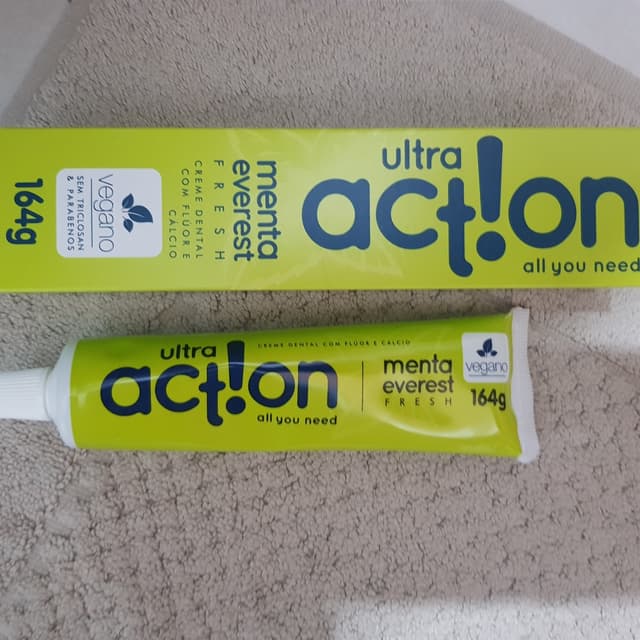 ultra
act!on
all you need
menta
everest
FRESH
CREME DENTAL
COM FLÚOR E
CÁLCIO
vegano
SEM TRICLOSAN
& PARABENOS
164g
ultra
CREME DENTAL COM FLÚOR E CÁLCIO
act!on
all you need
menta
everest
FRESH
vegano
164g